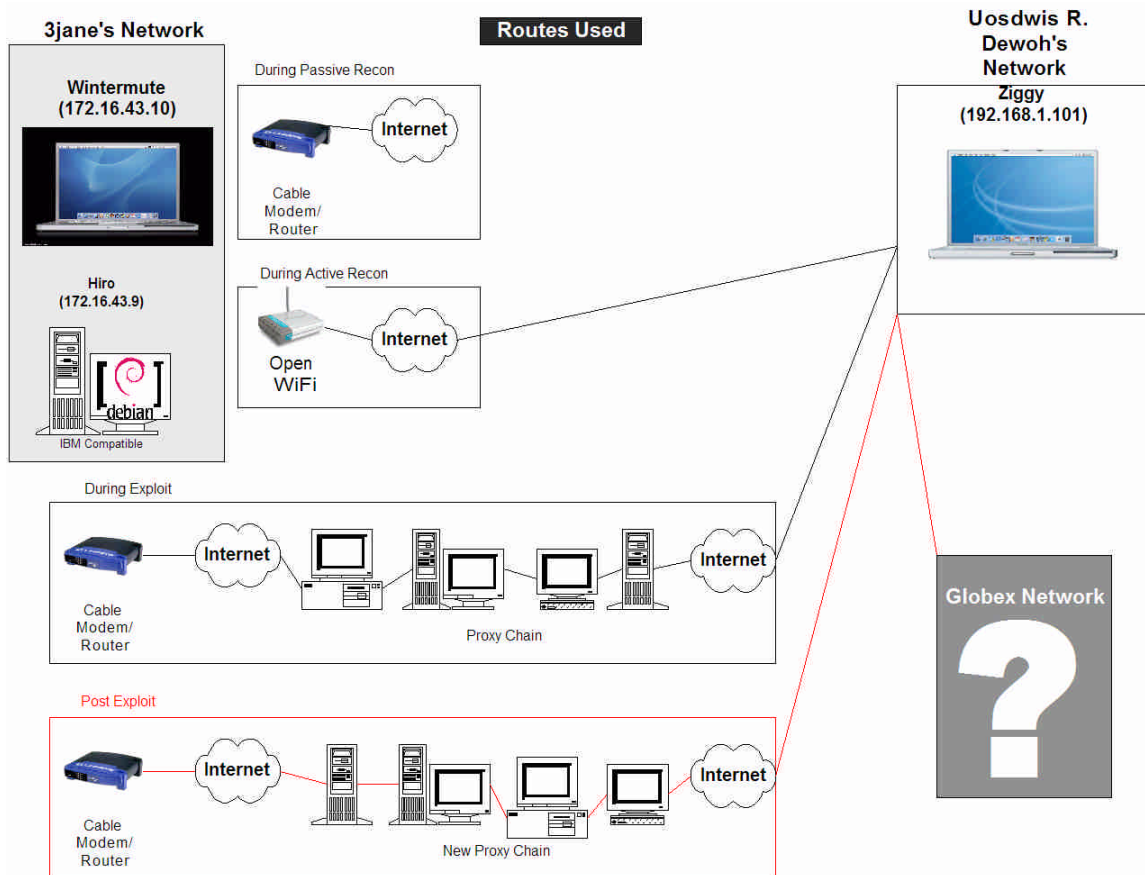 3jane's Network
Routes Used
Uosdwis R.
Dewoh's
Network
Ziggy
(192.168.1.101)
Wintermute
(172.16.43.10)
Hiro
(172.16.43.9)
debian
IBM Compatible
During Passive Recon
Internet
Cable
Modem/
Router
During Active Recon
Internet
Open
WiFi
During Exploit
Internet
Internet
Cable
Modem/
Router
Proxy Chain
Post Exploit
Internet
Internet
Cable
Modem/
Router
New Proxy Chain
Globex Network
?